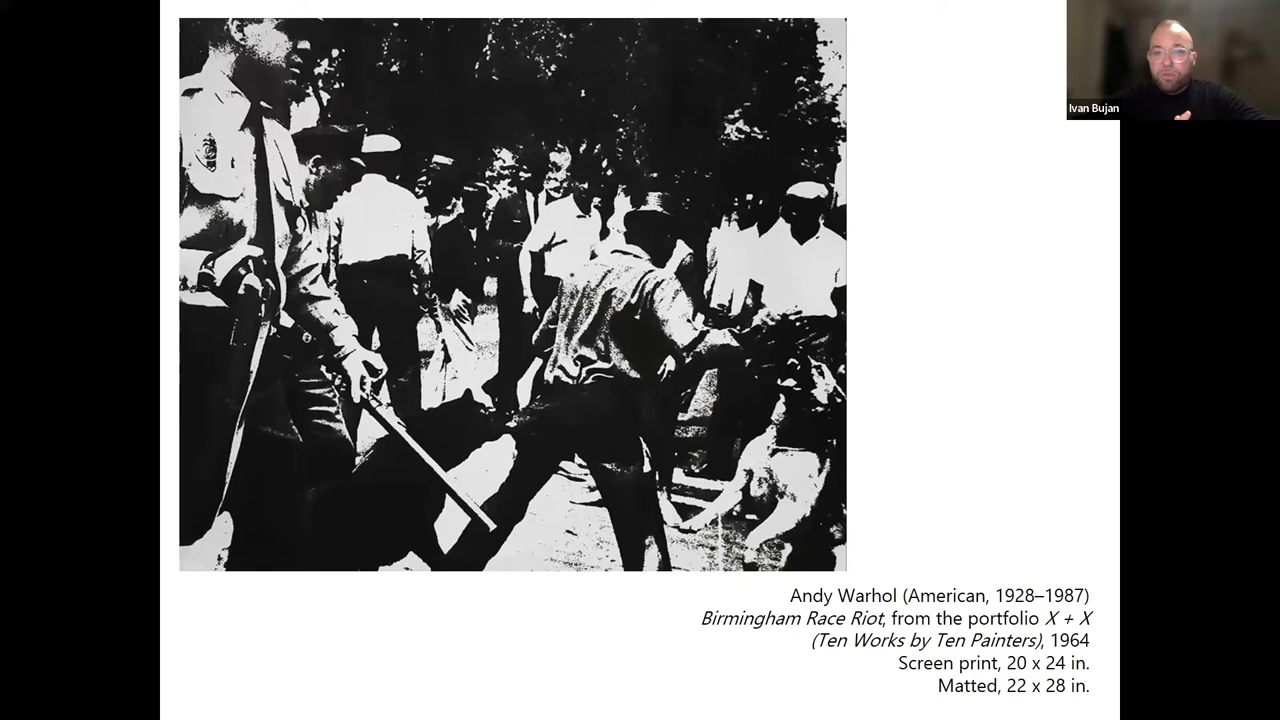 Ivan Bujan
Andy Warhol (American, 1928–1987)
Birmingham Race Riot, from the portfolio X + X
(Ten Works by Ten Painters), 1964
Screen print, 20 x 24 in.
Matted, 22 x 28 in.